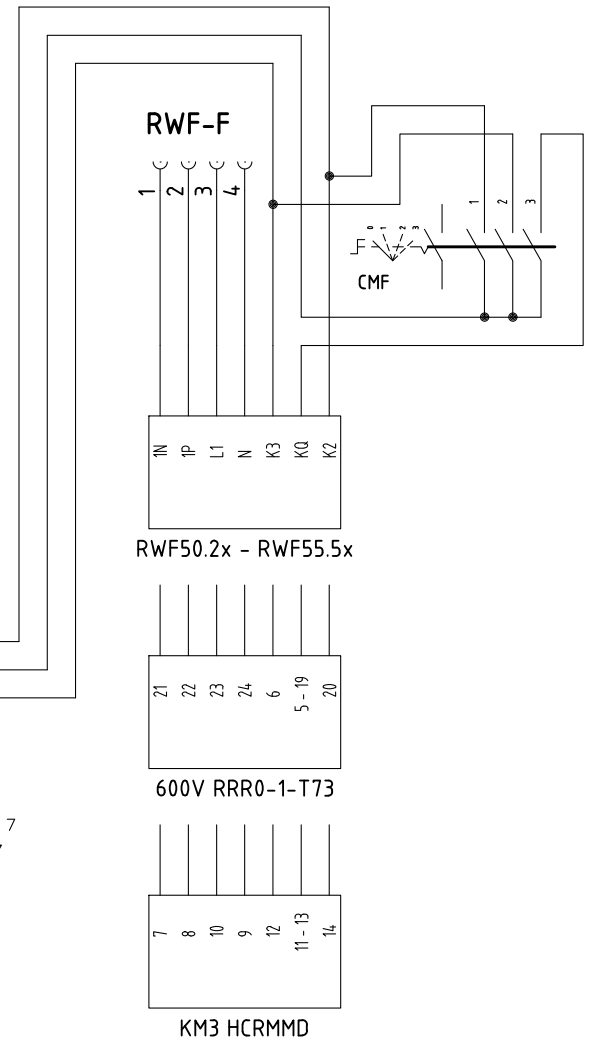 RWF-F
1 2 3 4
1 2 3
0 1 2 3
CMF
1N 1P L1 N K3 KQ K2
RWF50.2x - RWF55.5x
21 22 23 24 6 5 - 19 20
600V RRR0-1-T73
7
7 8 10 9 12 11 - 13 14
KM3 HCRMMD